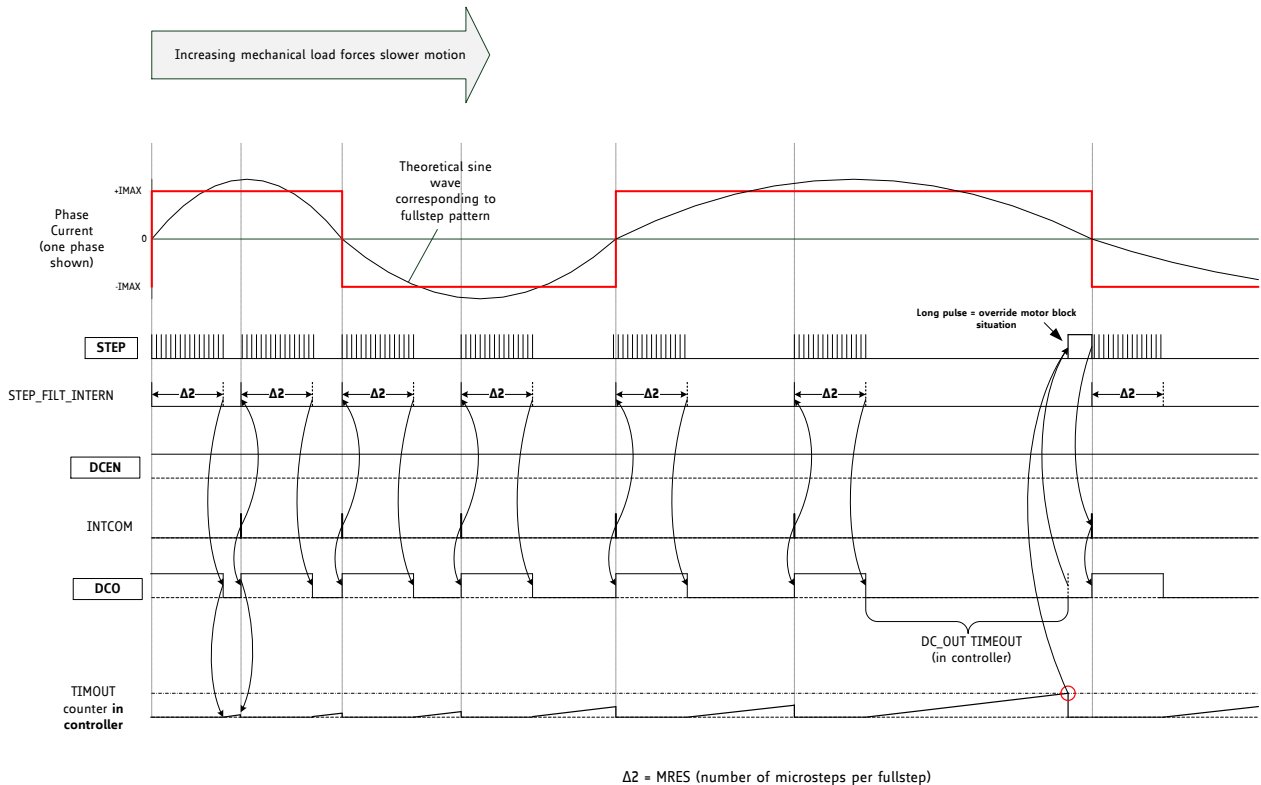 Increasing mechanical load forces slower motion
Theoretical sine
wave
corresponding to
fullstep pattern
+IMAX
Phase
Current
(one phase
shown)
0
-IMAX
Long pulse = override motor block
situation
STEP
STEP_FILT_INTERN
Δ2
Δ2
Δ2
Δ2
Δ2
Δ2
Δ2
DCEN
INTCOM
DCO
DC_OUT TIMEOUT
(in controller)
TIMOUT
counter in
controller
Δ2 = MRES (number of microsteps per fullstep)